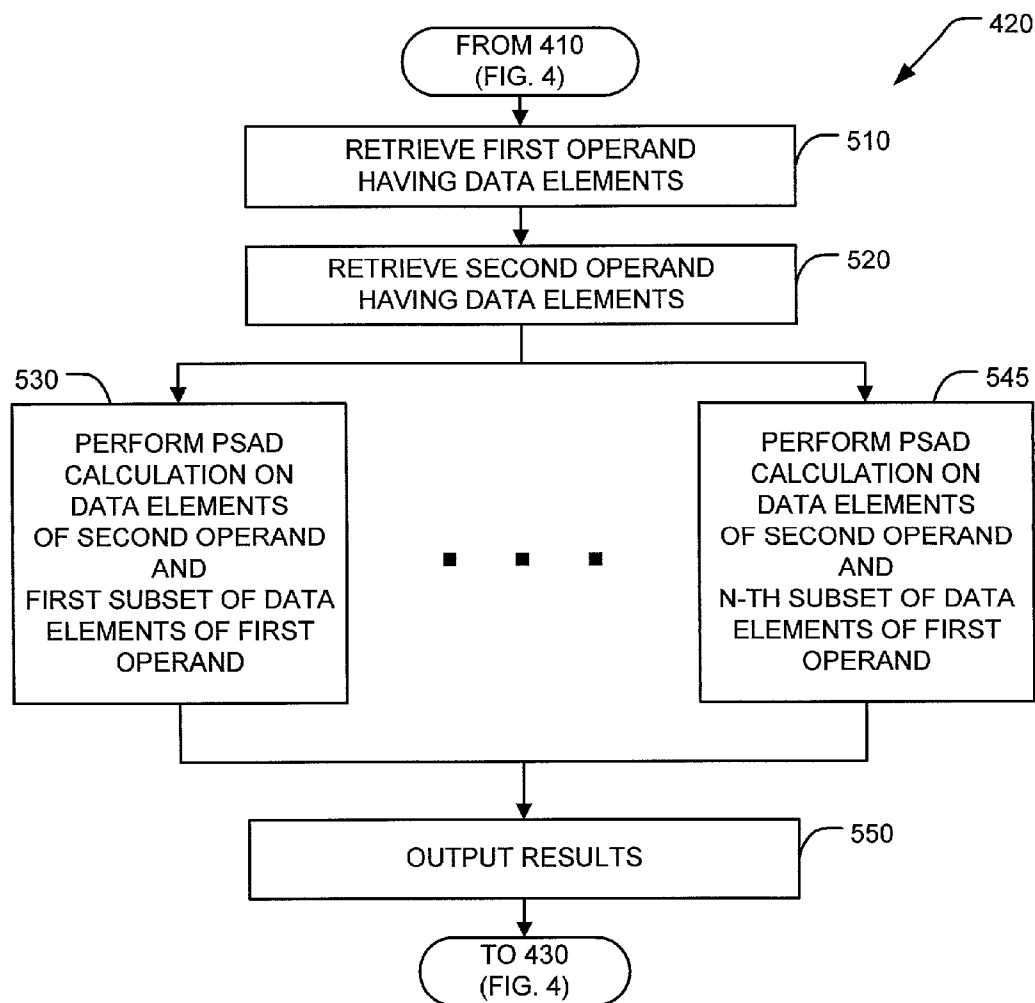 420
FROM 410
(FIG. 4)
510
RETRIEVE FIRST OPERAND
HAVING DATA ELEMENTS
520
RETRIEVE SECOND OPERAND
HAVING DATA ELEMENTS
530
PERFORM PSAD
CALCULATION ON
DATA ELEMENTS
OF SECOND OPERAND
AND
FIRST SUBSET OF DATA
ELEMENTS OF FIRST
OPERAND
545
PERFORM PSAD
CALCULATION ON
DATA ELEMENTS
OF SECOND OPERAND
AND
N-TH SUBSET OF DATA
ELEMENTS OF FIRST
OPERAND
550
OUTPUT RESULTS
TO 430
(FIG. 4)